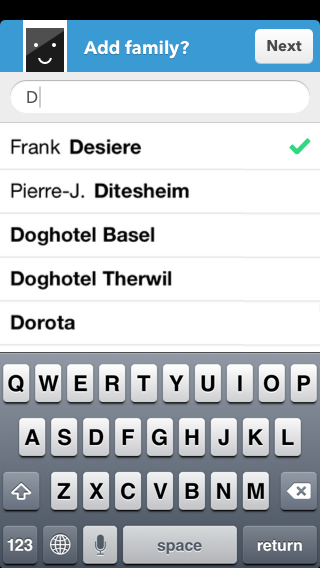 Add family?
Next
D
Frank Desiere
Pierre-J. Ditesheim
Doghotel Basel
Doghotel Therwil
Dorota
Q W E R T Y U I O P
A S D F G H J K L
Z X C V B N M
123 space return